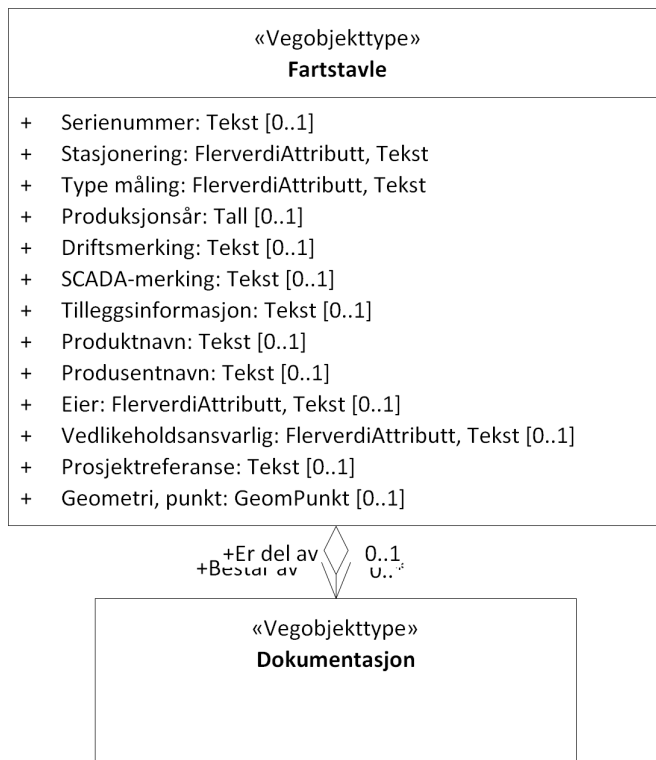 «Vegobjekttype»
Fartstavle
+ Serienummer: Tekst [0..1]
+ Stasjonering: FlerverdiAttributt, Tekst
+ Type måling: FlerverdiAttributt, Tekst
+ Produksjonsår: Tall [0..1]
+ Driftsmerking: Tekst [0..1]
+ SCADA-merking: Tekst [0..1]
+ Tilleggsinformasjon: Tekst [0..1]
+ Produktnavn: Tekst [0..1]
+ Produsentnavn: Tekst [0..1]
+ Eier: FlerverdiAttributt, Tekst [0..1]
+ Vedlikeholdsansvarlig: FlerverdiAttributt, Tekst [0..1]
+ Prosjektreferanse: Tekst [0..1]
+ Geometri, punkt: GeomPunkt [0..1]
+Er del av 0..1
+Består av 0..*
«Vegobjekttype»
Dokumentasjon